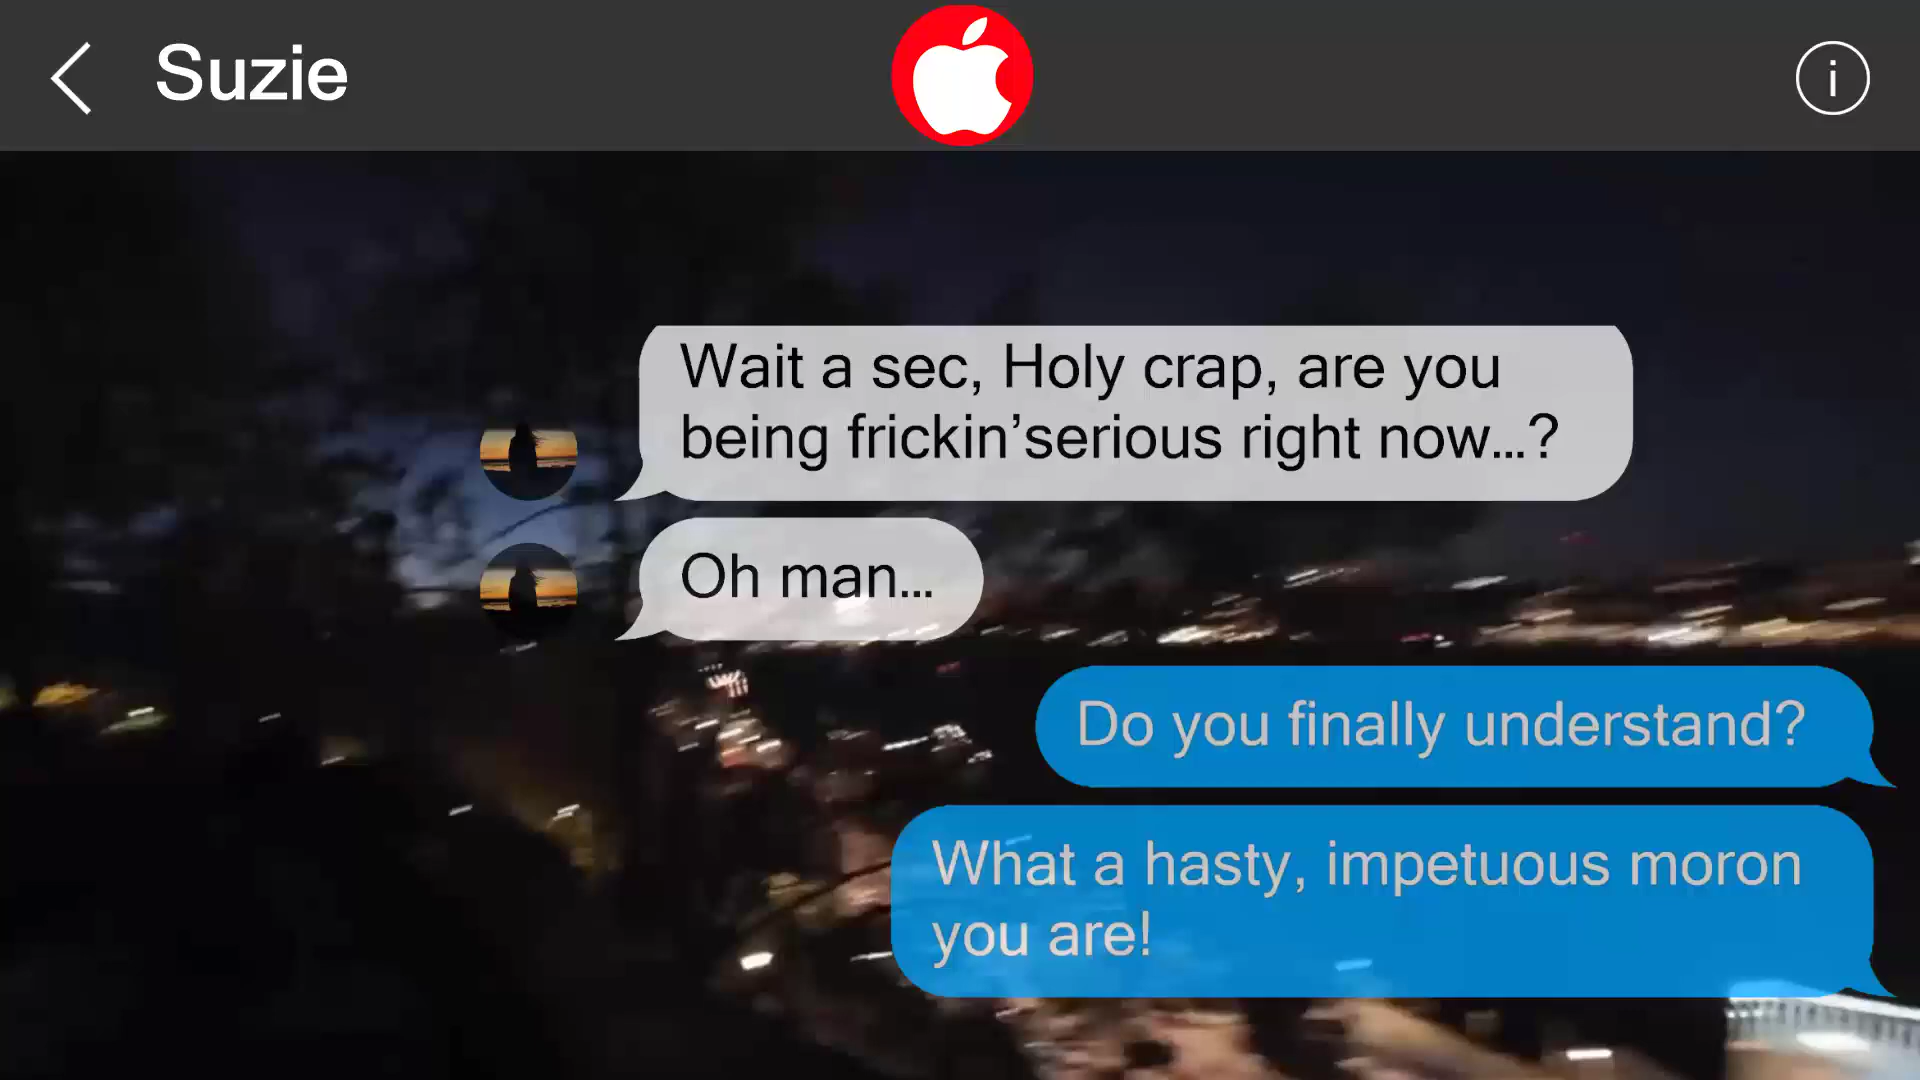 Suzie
i
Wait a sec, Holy crap, are you
being frickin’serious right now...?
Oh man...
Do you finally understand?
What a hasty, impetuous moron
you are!